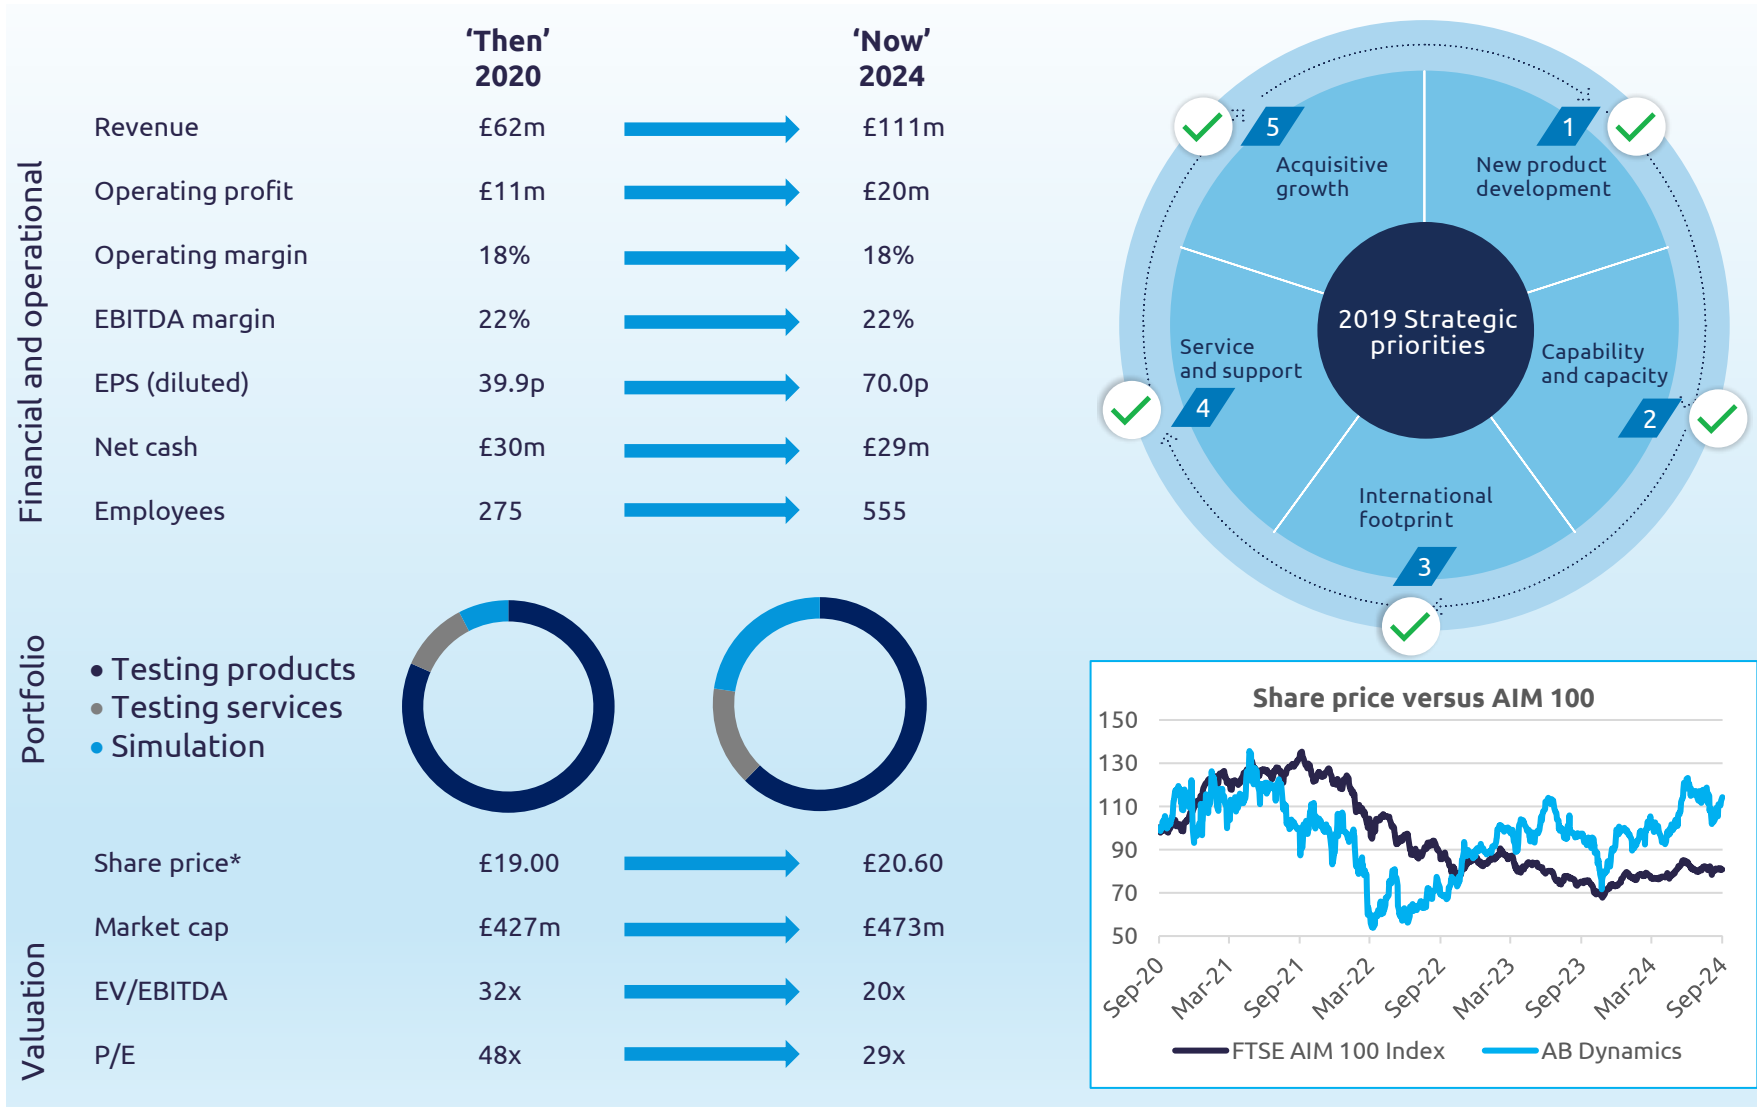 ‘Then’ ‘Now’
2020 2024
Financial and operational
Revenue £62m £111m
Operating profit £11m £20m
Operating margin 18% 18%
EBITDA margin 22% 22%
EPS (diluted) 39.9p 70.0p
Net cash £30m £29m
Employees 275 555
Portfolio
• Testing products
• Testing services
• Simulation
Valuation
Share price* £19.00 £20.60
Market cap £427m £473m
EV/EBITDA 32x 20x
P/E 48x 29x
2019 Strategic
priorities
1
New product
development
2
Capability
and capacity
3
International
footprint
4
Service
and support
5
Acquisitive
growth
Share price versus AIM 100
150
130
110
90
70
50
Sep-20 Mar-21 Sep-21 Mar-22 Sep-22 Mar-23 Sep-23 Mar-24 Sep-24
FTSE AIM 100 Index AB Dynamics